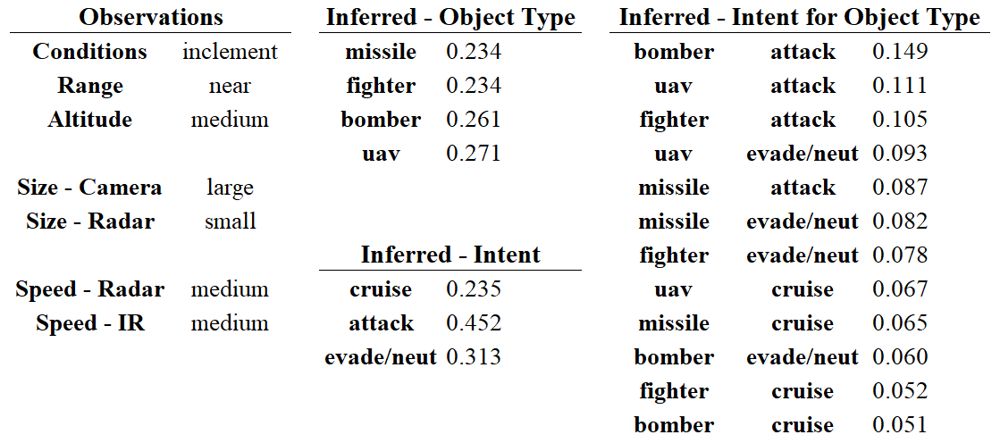 Observations
Conditions inclement
Range near
Altitude medium
Size - Camera large
Size - Radar small
Speed - Radar medium
Speed - IR medium
Inferred - Object Type
missile 0.234
fighter 0.234
bomber 0.261
uav 0.271
Inferred - Intent
cruise 0.235
attack 0.452
evade/neut 0.313
Inferred - Intent for Object Type
bomber attack 0.149
uav attack 0.111
fighter attack 0.105
uav evade/neut 0.093
missile attack 0.087
missile evade/neut 0.082
fighter evade/neut 0.078
uav cruise 0.067
missile cruise 0.065
bomber evade/neut 0.060
fighter cruise 0.052
bomber cruise 0.051